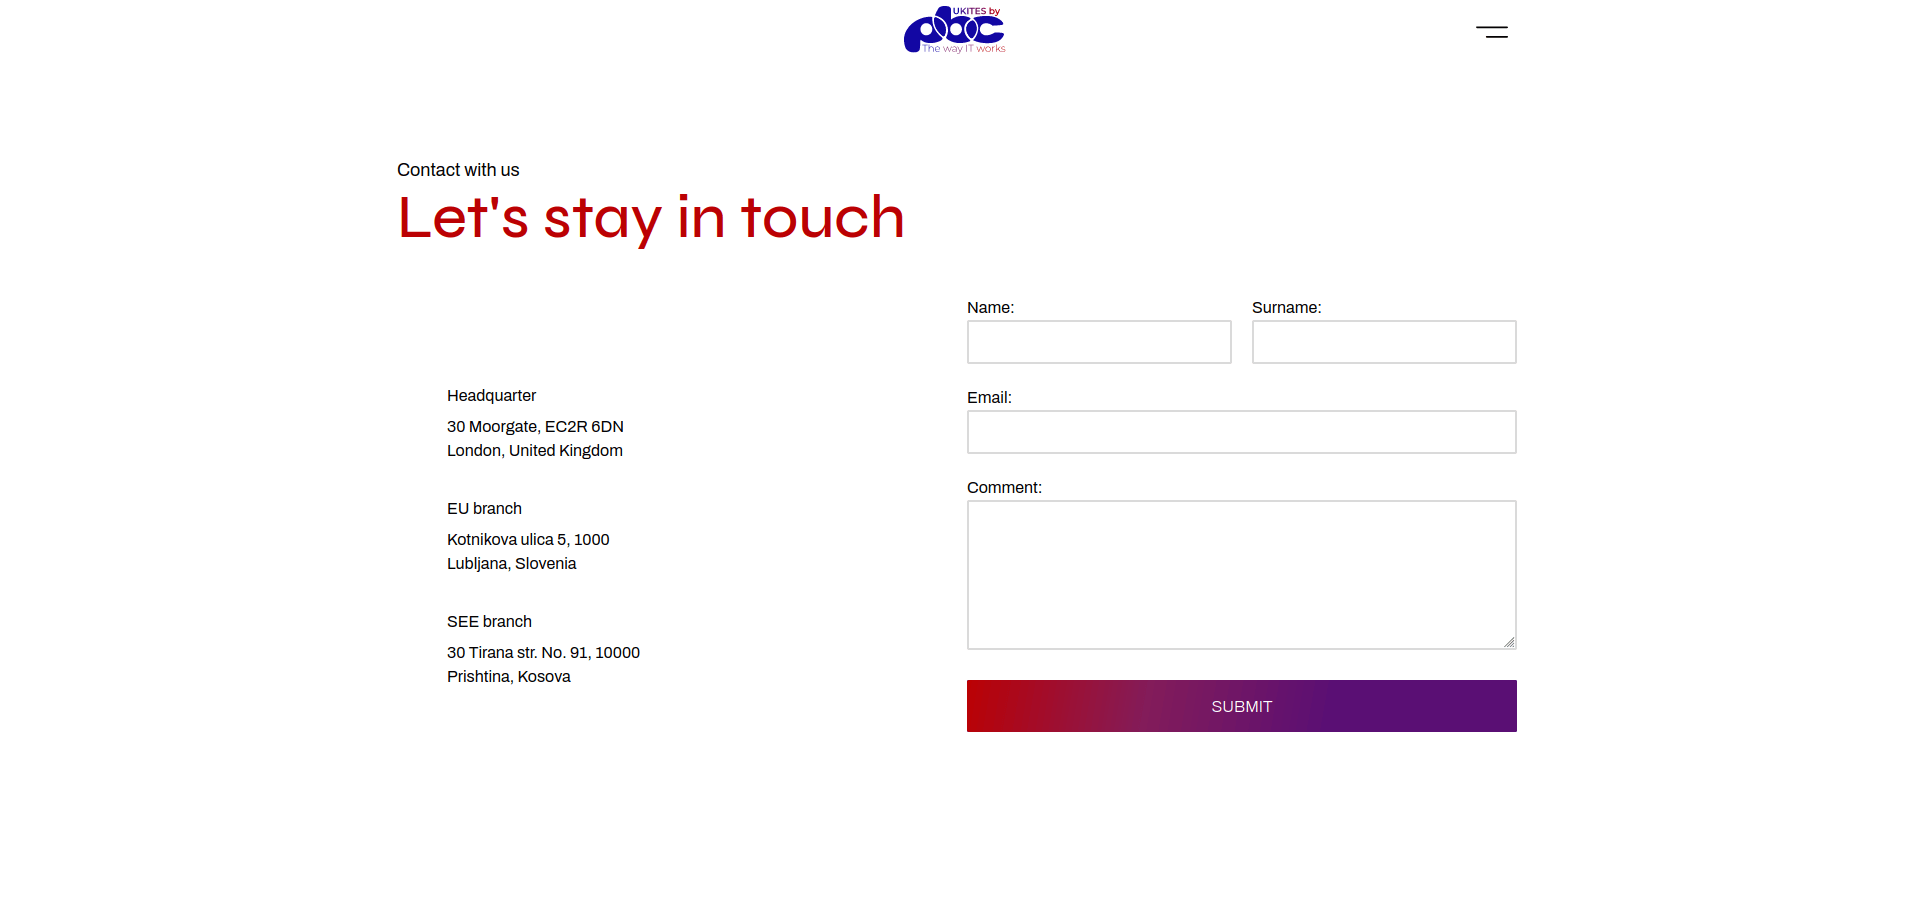 UKITES by
pbc
The way IT works
Contact with us
Let's stay in touch
Name:
Surname:
Headquarter
30 Moorgate, EC2R 6DN
London, United Kingdom
Email:
EU branch
Kotnikova ulica 5, 1000
Lubljana, Slovenia
Comment:
SEE branch
30 Tirana str. No. 91, 10000
Prishtina, Kosova
SUBMIT